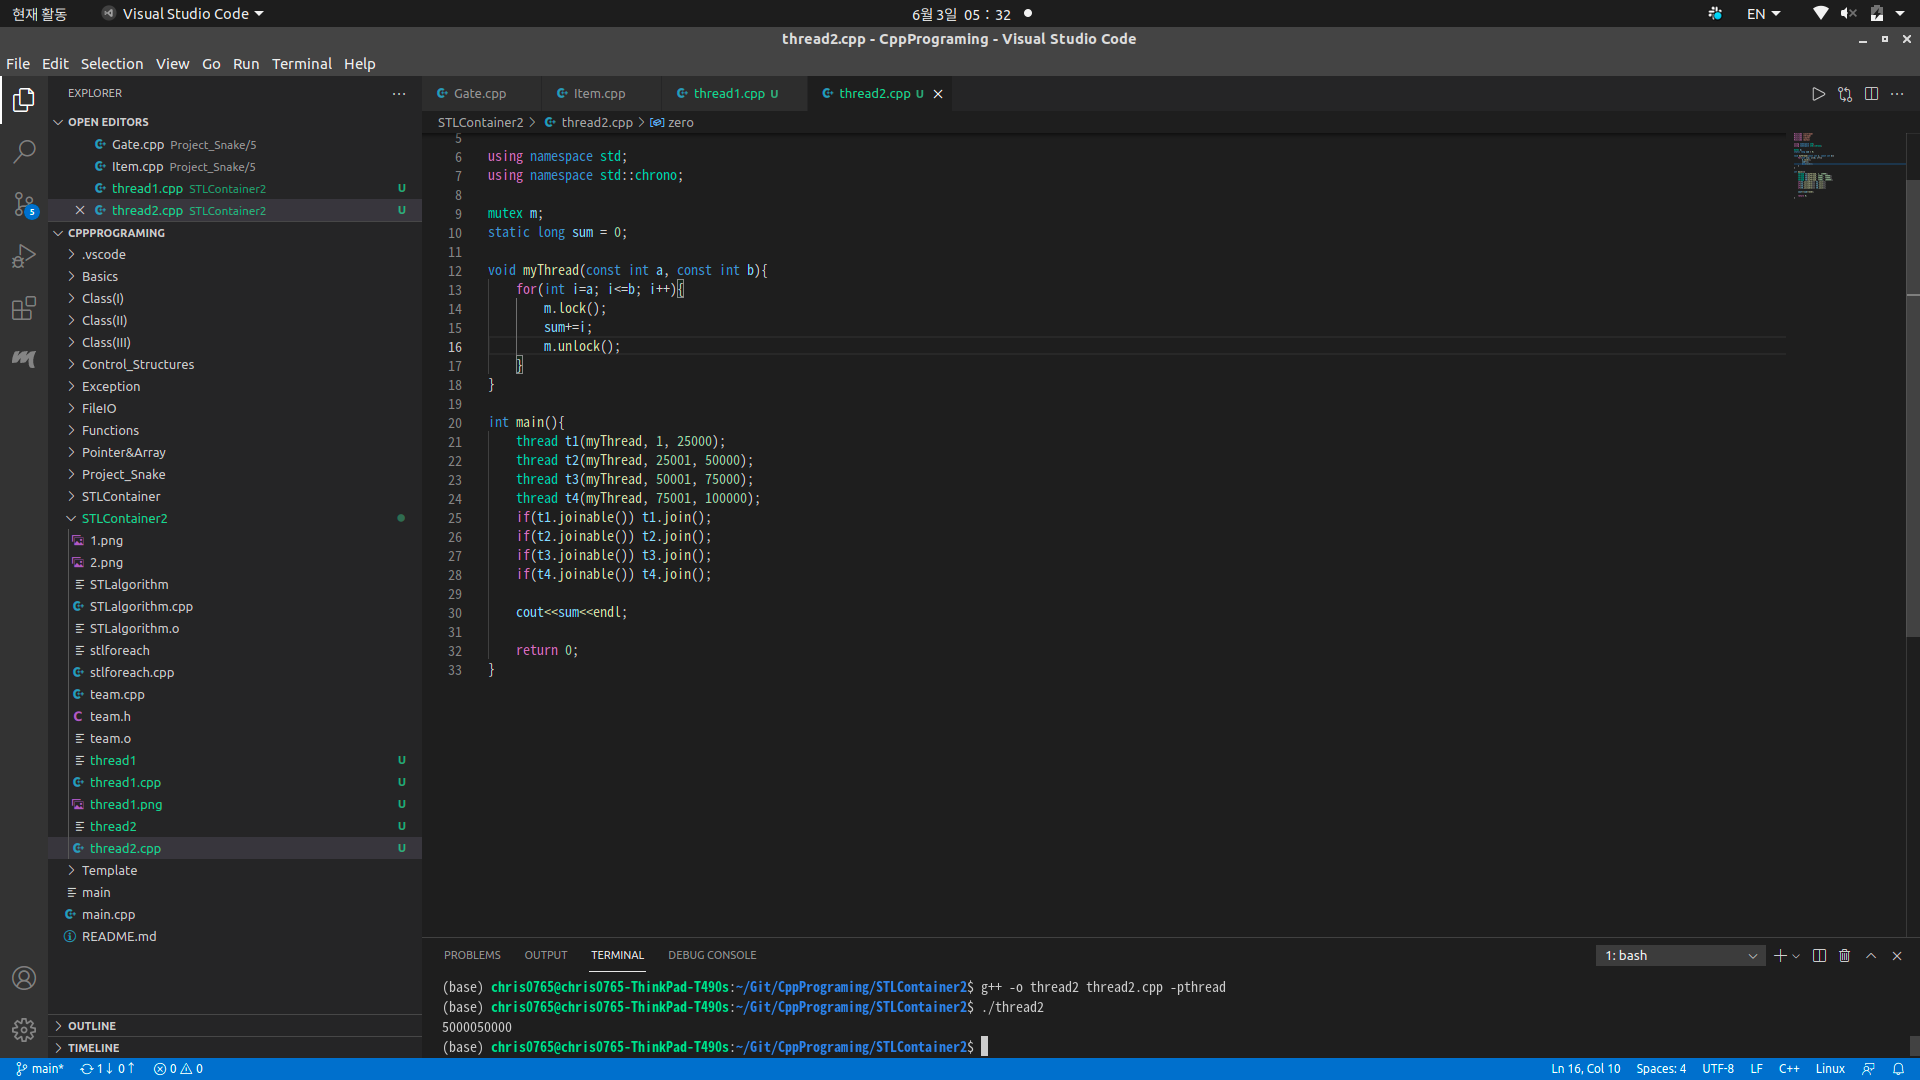 현재 활동 Visual Studio Code 6월 3일 05 : 32 EN
thread2.cpp - CppPrograming - Visual Studio Code
File Edit Selection View Go Run Terminal Help
EXPLORER
OPEN EDITORS
Gate.cpp Project_Snake/5
Item.cpp Project_Snake/5
thread1.cpp STLContainer2 U
thread2.cpp STLContainer2 U
CPPPROGRAMING
.vscode
Basics
Class(I)
Class(II)
Class(III)
Control_Structures
Exception
FileIO
Functions
Pointer&Array
Project_Snake
STLContainer
STLContainer2
1.png
2.png
STLalgorithm
STLalgorithm.cpp
STLalgorithm.o
stlforeach
stlforeach.cpp
team.cpp
team.h
team.o
thread1 U
thread1.cpp U
thread1.png U
thread2 U
thread2.cpp U
Template
main
main.cpp
README.md
OUTLINE
TIMELINE
5
Gate.cpp Item.cpp thread1.cpp U thread2.cpp U
STLContainer2 > thread2.cpp > zero
5
6 using namespace std;
7 using namespace std::chrono;
8
9 mutex m;
10 static long sum = 0;
11
12 void myThread(const int a, const int b){
13 for(int i=a; i<=b; i++){
14 m.lock();
15 sum+=i;
16 m.unlock();
17 }
18 }
19
20 int main(){
21 thread t1(myThread, 1, 25000);
22 thread t2(myThread, 25001, 50000);
23 thread t3(myThread, 50001, 75000);
24 thread t4(myThread, 75001, 100000);
25 if(t1.joinable()) t1.join();
26 if(t2.joinable()) t2.join();
27 if(t3.joinable()) t3.join();
28 if(t4.joinable()) t4.join();
29
30 cout<<sum<<endl;
31
32 return 0;
33 }
PROBLEMS OUTPUT TERMINAL DEBUG CONSOLE 1: bash
(base) chris0765@chris0765-ThinkPad-T490s:~/Git/CppPrograming/STLContainer2$ g++ -o thread2 thread2.cpp -pthread
(base) chris0765@chris0765-ThinkPad-T490s:~/Git/CppPrograming/STLContainer2$ ./thread2
5000050000
(base) chris0765@chris0765-ThinkPad-T490s:~/Git/CppPrograming/STLContainer2$
main* 1↓ 0↑ 0 0 Ln 16, Col 10 Spaces: 4 UTF-8 LF C++ Linux